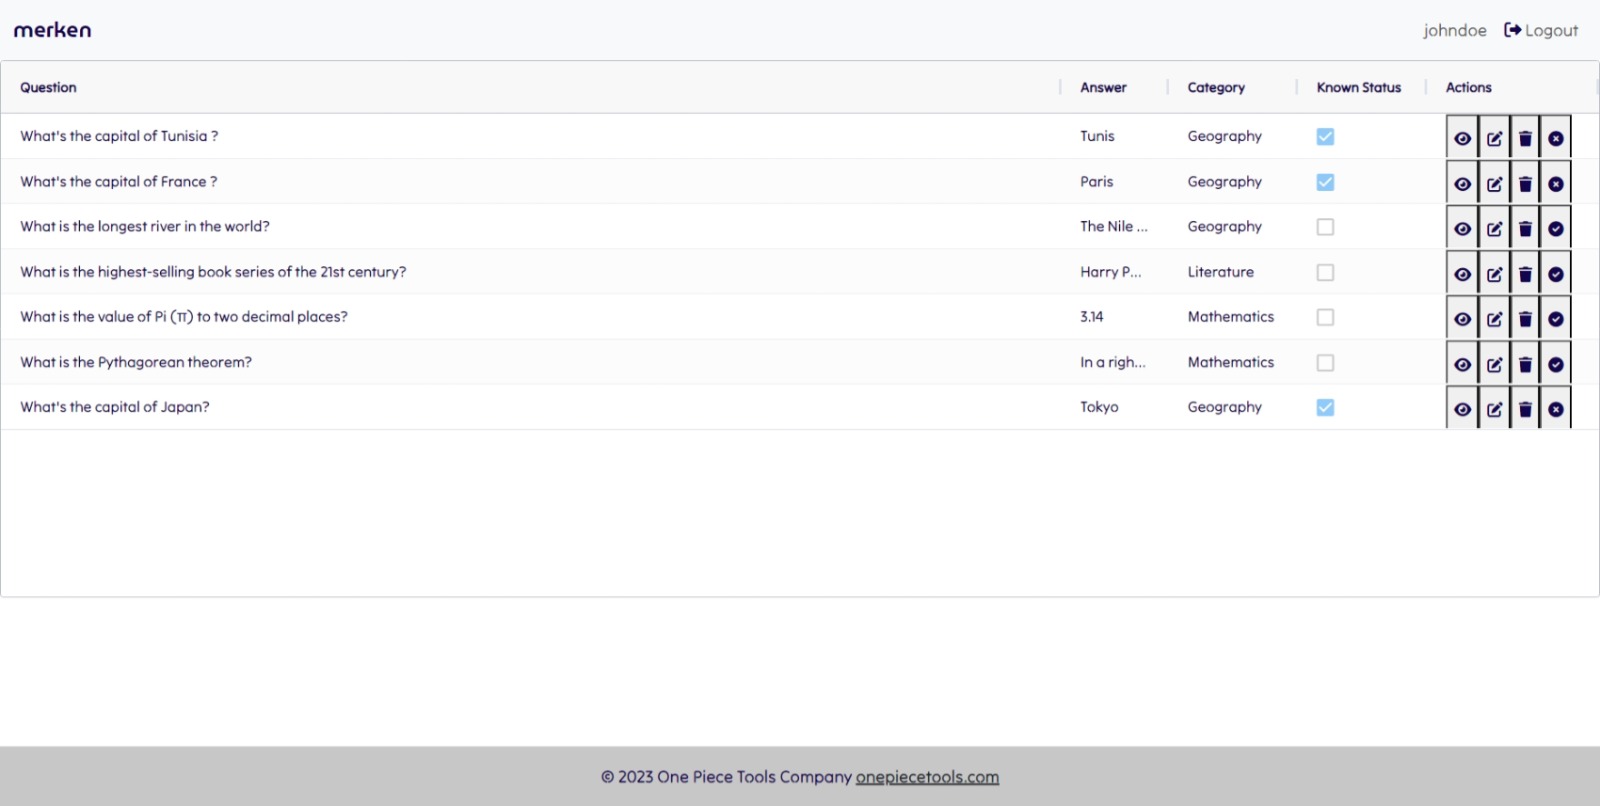 merken johndoe Logout
Question Answer Category Known Status Actions
What's the capital of Tunisia ? Tunis Geography
What's the capital of France ? Paris Geography
What is the longest river in the world? The Nile ... Geography
What is the highest-selling book series of the 21st century? Harry P... Literature
What is the value of Pi (π) to two decimal places? 3.14 Mathematics
What is the Pythagorean theorem? In a righ... Mathematics
What's the capital of Japan? Tokyo Geography
© 2023 One Piece Tools Company onepiecetools.com